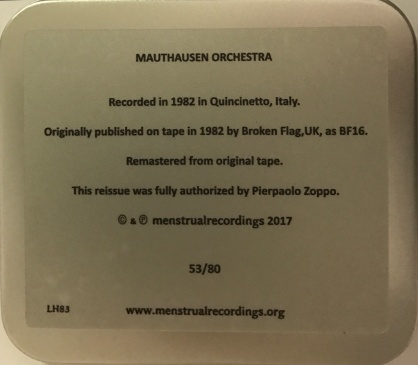 MAUTHAUSEN ORCHESTRA
Recorded in 1982 in Quincinetto, Italy.
Originally published on tape in 1982 by Broken Flag,UK, as BF16.
Remastered from original tape.
This reissue was fully authorized by Pierpaolo Zoppo.
© & ℗ menstrualrecordings 2017
53/80
LH83 www.menstrualrecordings.org